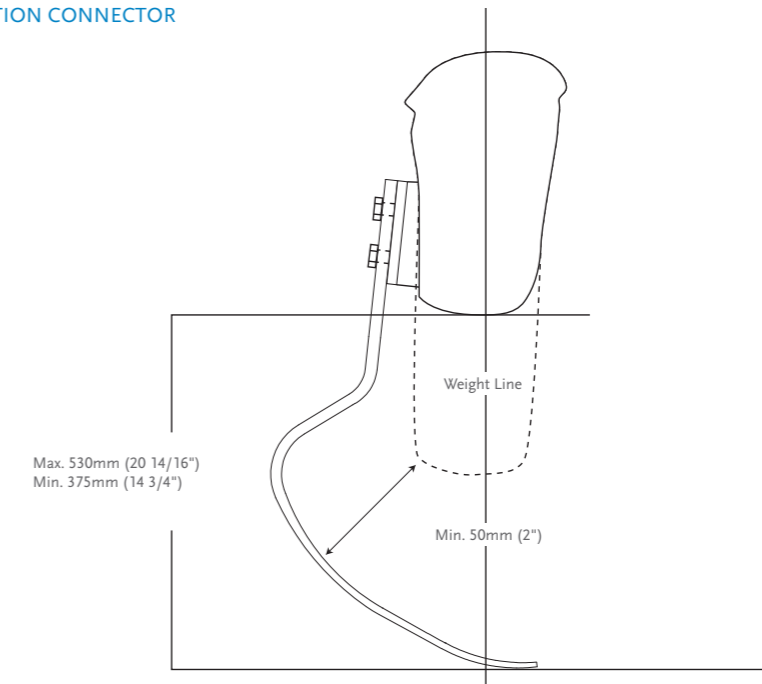 TION CONNECTOR
Weight Line
Max. 530mm (20 14/16")
Min. 375mm (14 3/4")
Min. 50mm (2")